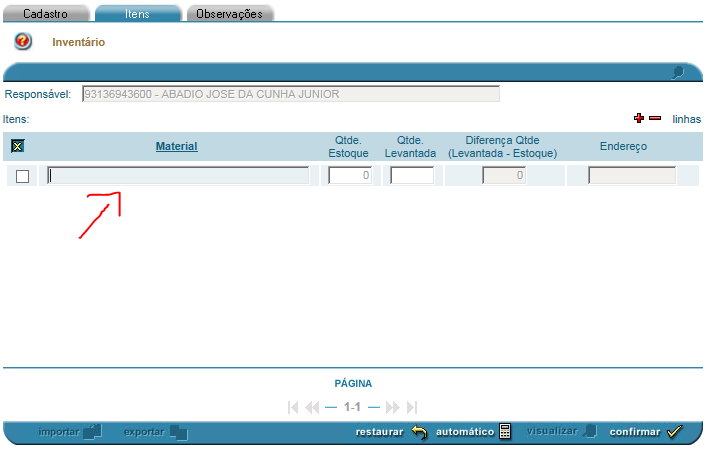 Cadastro Itens Observações
Inventário
Responsável: 93136943600 - ABADIO JOSE DA CUNHA JUNIOR
Itens: linhas
Material Qtde. Estoque Qtde. Levantada Diferença Qtde (Levantada - Estoque) Endereço
0 0
PÁGINA
1-1
importar exportar restaurar automático visualizar confirmar